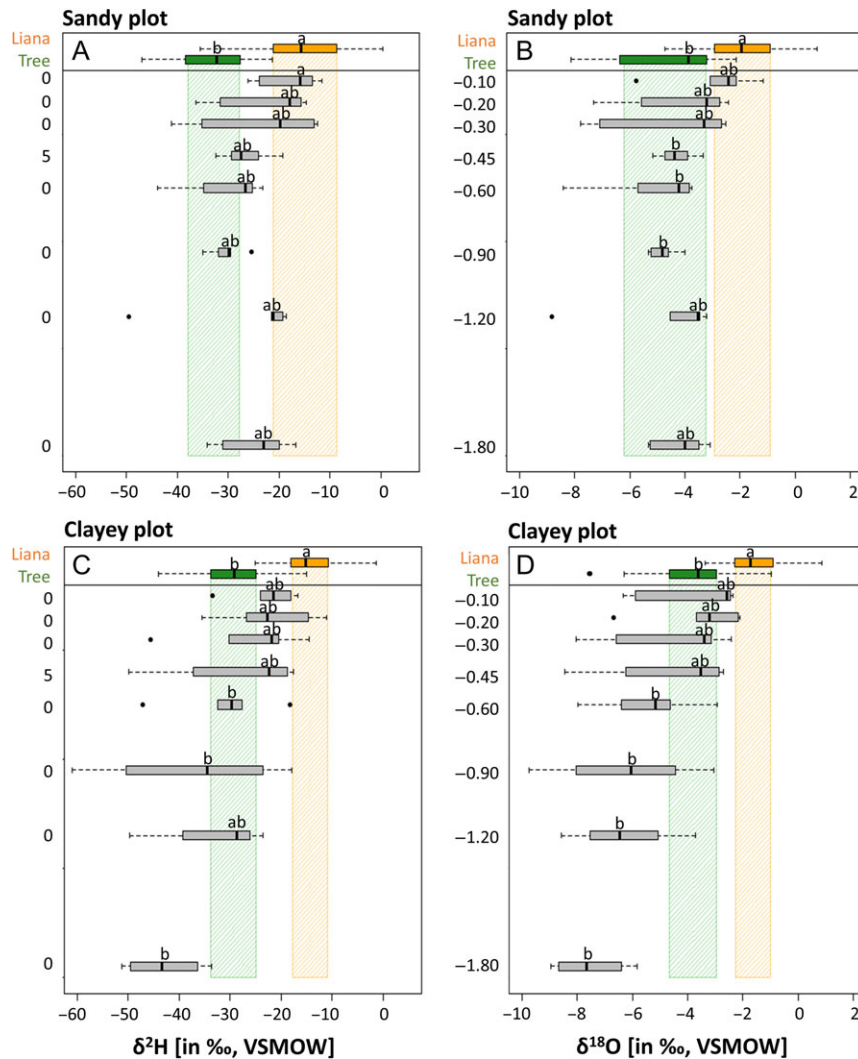 Sandy plot
Sandy plot
Liana
Tree
A
b
a
B
b
a
0
a
ab
−0.10
0
ab
ab
−0.20
0
ab
ab
−0.30
5
ab
b
−0.45
0
ab
b
−0.60
0
ab
b
−0.90
0
ab
ab
−1.20
0
ab
ab
−1.80
−60 −50 −40 −30 −20 −10 0
−10 −8 −6 −4 −2 0 2
Clayey plot
Clayey plot
Liana
Tree
C
b
a
Liana
Tree
D
b
a
0
ab
−0.10
ab
0
ab
−0.20
ab
0
ab
−0.30
ab
5
ab
−0.45
ab
0
b
−0.60
b
0
b
−0.90
b
0
ab
−1.20
b
0
b
−1.80
b
−60 −50 −40 −30 −20 −10 0
−10 −8 −6 −4 −2 0 2
δ²H [in ‰, VSMOW]
δ¹⁸O [in ‰, VSMOW]